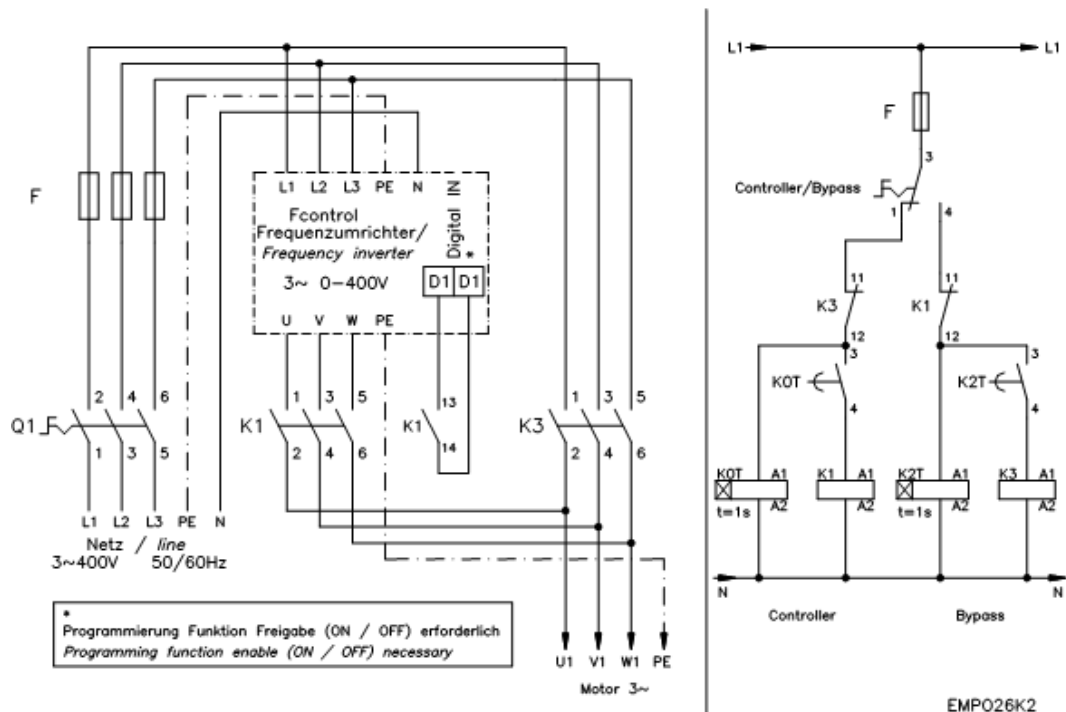 L1 L1
F
3
Controller/Bypass
1 4
F
L1 L2 L3 PE N
Digital IN
*
Fcontrol
Frequenzumrichter/
Frequency inverter
3~ 0-400V
D1 D1
U V W PE
11 11
K3 K1
12 12
3 3
K0T K2T
4 4
2 4 6
Q1
1 3 5
1 3 5
K1
2 4 6
13
K1
14
1 3 5
K3
2 4 6
K0T A1 K1 A1 K2T A1 K3 A1
A2 A2 A2 A2
t=1s t=1s
L1 L2 L3 PE N
Netz / line
3~400V 50/60Hz
N N
Controller Bypass
*
Programmierung Funktion Freigabe (ON / OFF) erforderlich
Programming function enable (ON / OFF) necessary
U1 V1 W1 PE
Motor 3~
EMPO26K2